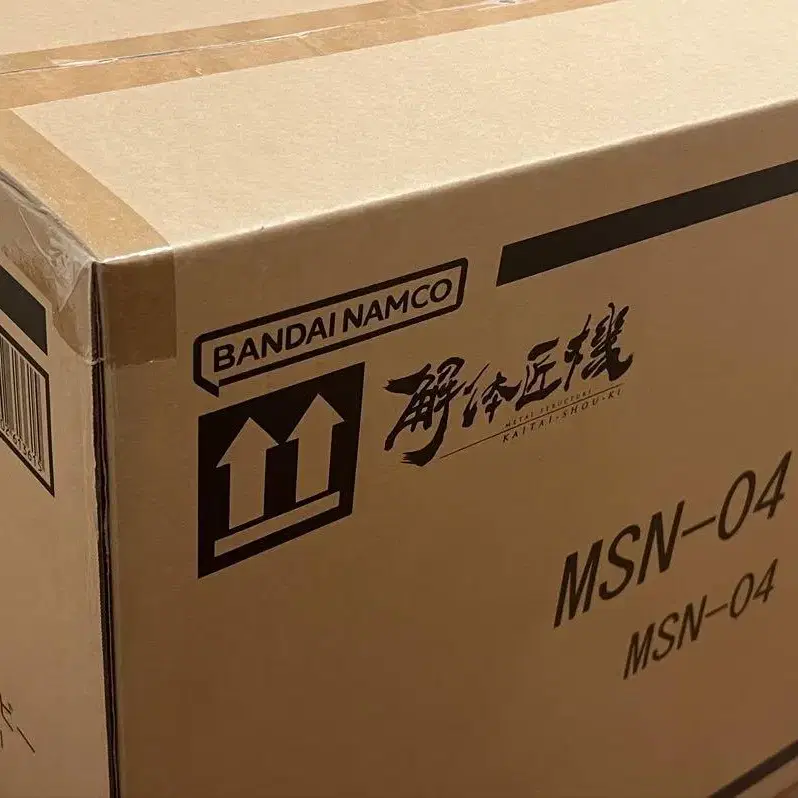 BANDAI NAMCO
解体匠機
METAL STRUCTURE
KAITAI-SHOU-KI
MSN-04
MSN-04